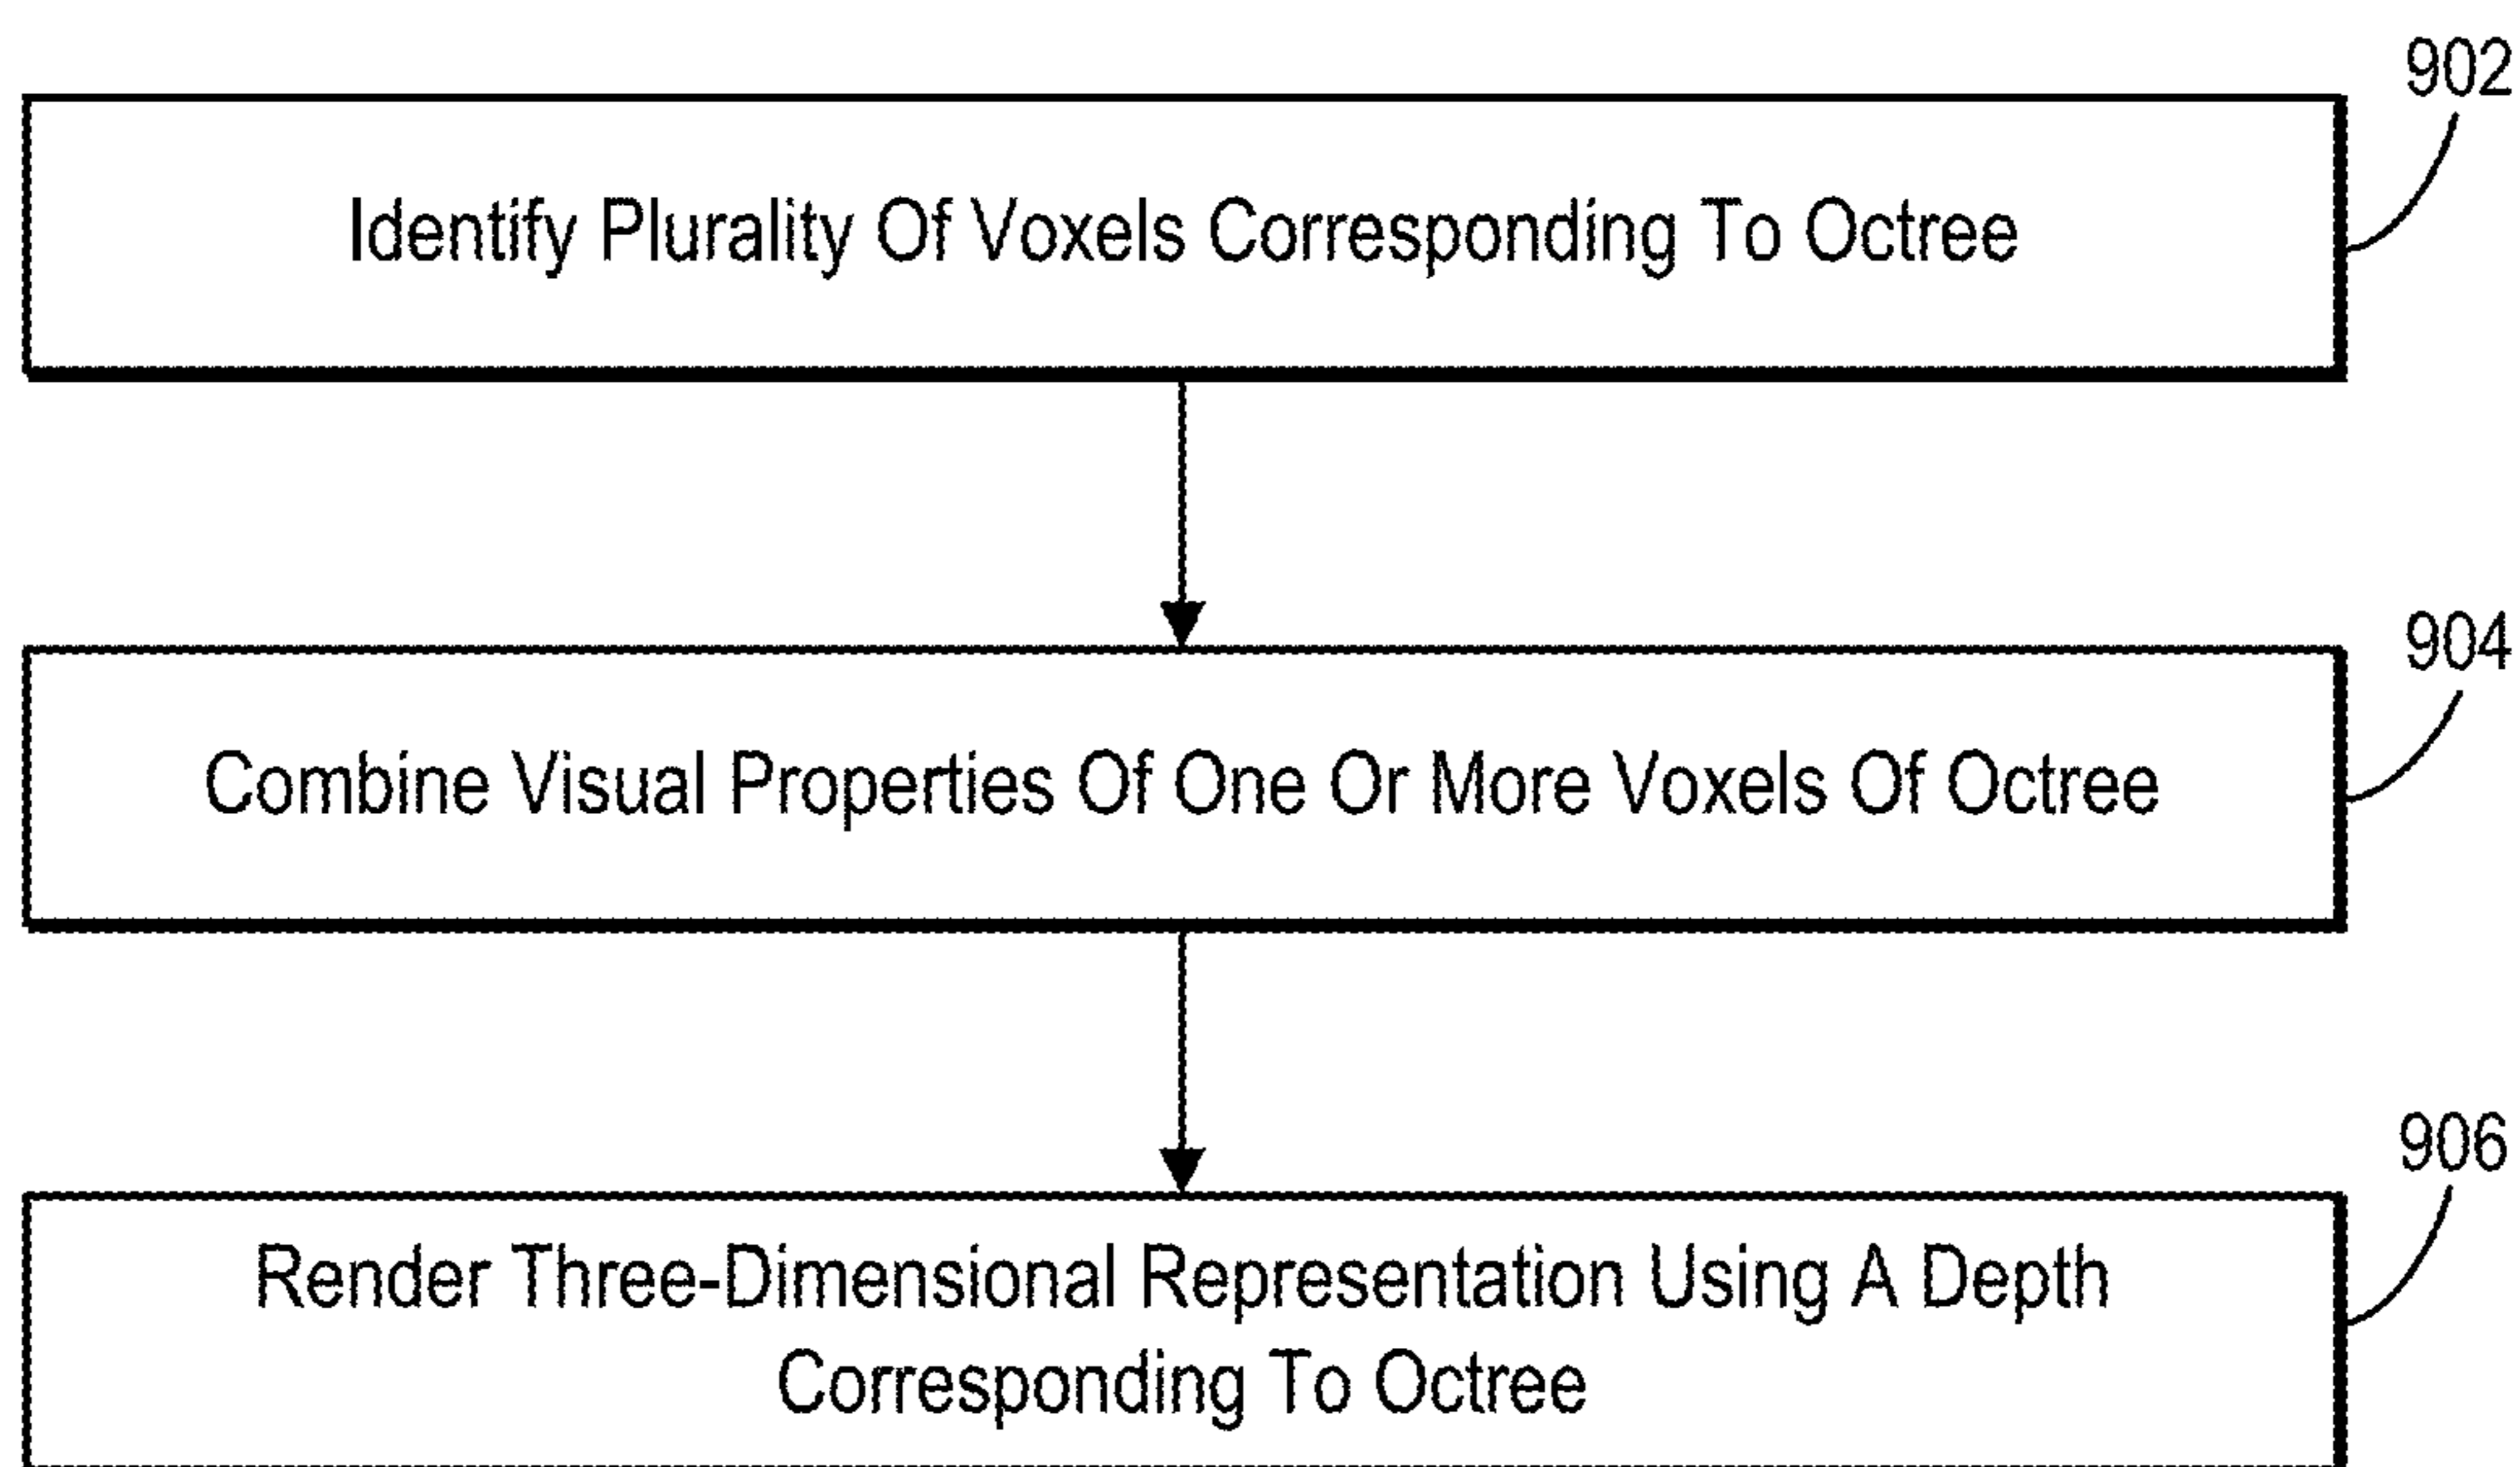 902
Identify Plurality Of Voxels Corresponding To Octree
904
Combine Visual Properties Of One Or More Voxels Of Octree
906
Render Three-Dimensional Representation Using A Depth
Corresponding To Octree